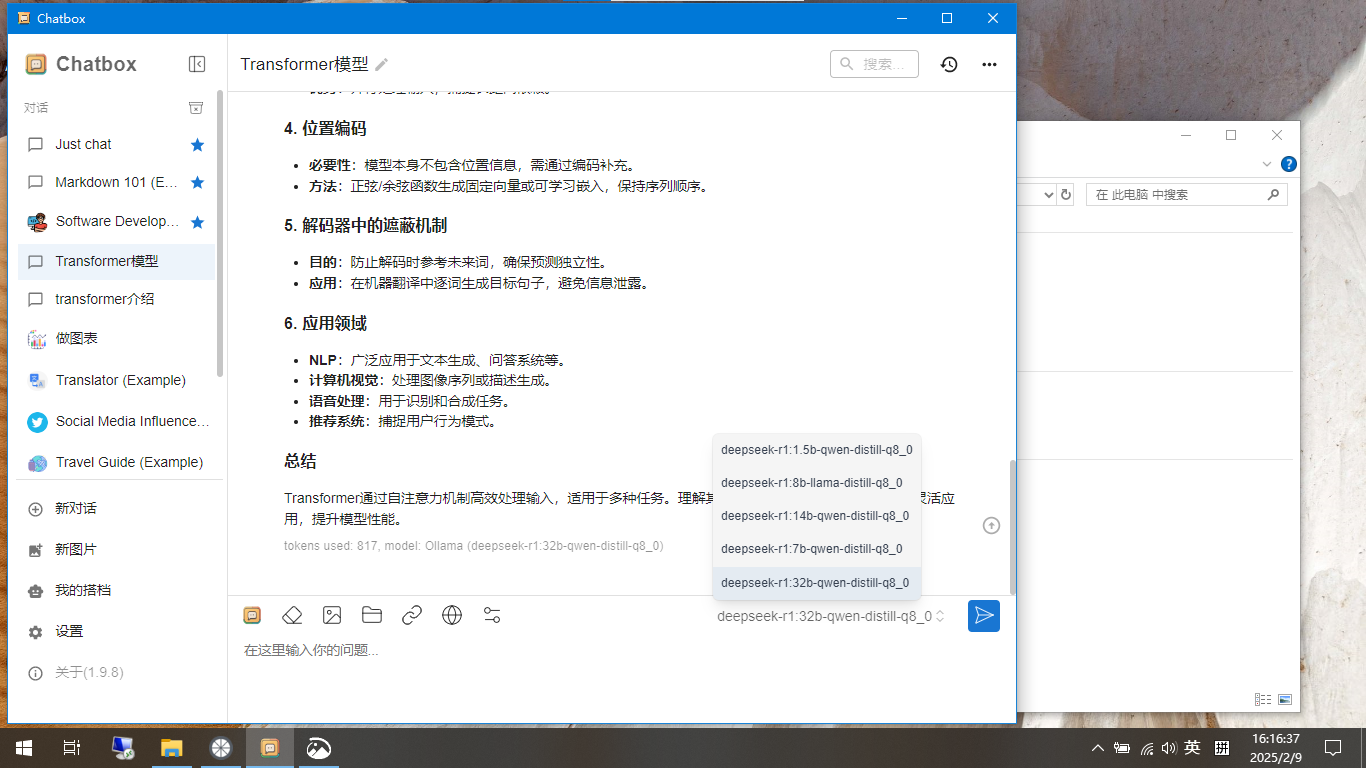 Chatbox
Chatbox
对话
Just chat
Markdown 101 (E...
Software Develop...
Transformer模型
transformer介绍
做图表
Translator (Example)
Social Media Influence...
Travel Guide (Example)
新对话
新图片
我的搭档
设置
关于(1.9.8)
Transformer模型
搜索...
4. 位置编码
必要性：模型本身不包含位置信息，需通过编码补充。
方法：正弦/余弦函数生成固定向量或可学习嵌入，保持序列顺序。
5. 解码器中的遮蔽机制
目的：防止解码时参考未来词，确保预测独立性。
应用：在机器翻译中逐词生成目标句子，避免信息泄露。
6. 应用领域
NLP：广泛应用于文本生成、问答系统等。
计算机视觉：处理图像序列或描述生成。
语音处理：用于识别和合成任务。
推荐系统：捕捉用户行为模式。
总结
Transformer通过自注意力机制高效处理输入，适用于多种任务。理解其
灵活应
用，提升模型性能。
tokens used: 817, model: Ollama (deepseek-r1:32b-qwen-distill-q8_0)
deepseek-r1:1.5b-qwen-distill-q8_0
deepseek-r1:8b-llama-distill-q8_0
deepseek-r1:14b-qwen-distill-q8_0
deepseek-r1:7b-qwen-distill-q8_0
deepseek-r1:32b-qwen-distill-q8_0
deepseek-r1:32b-qwen-distill-q8_0
在这里输入你的问题...
在 此电脑 中搜索
英
拼
16:16:37
2025/2/9